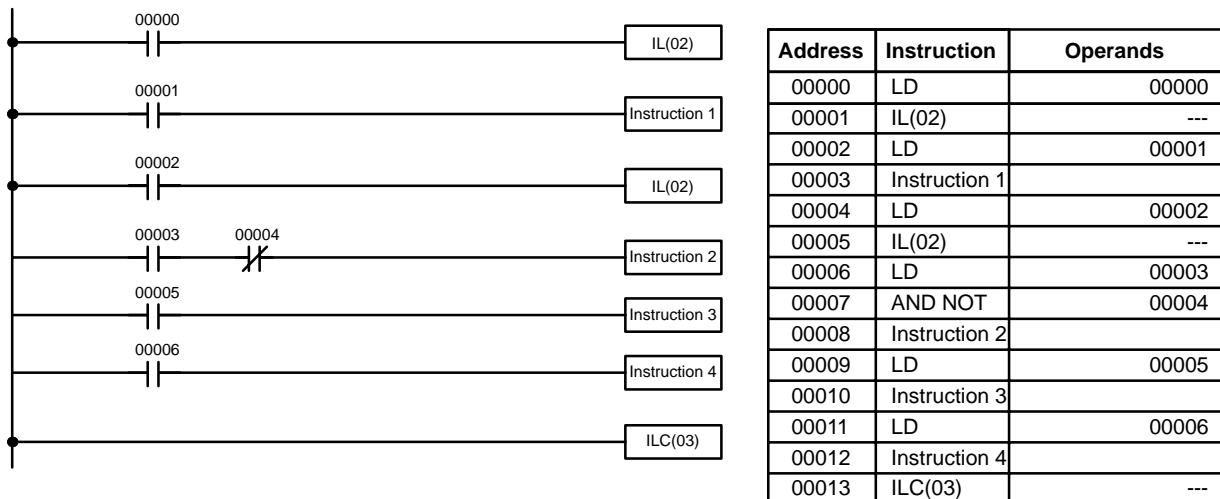 00000
IL(02)
00001
Instruction 1
00002
IL(02)
00003 00004
Instruction 2
00005
Instruction 3
00006
Instruction 4
ILC(03)
Address Instruction Operands
00000 LD 00000
00001 IL(02) ---
00002 LD 00001
00003 Instruction 1
00004 LD 00002
00005 IL(02) ---
00006 LD 00003
00007 AND NOT 00004
00008 Instruction 2
00009 LD 00005
00010 Instruction 3
00011 LD 00006
00012 Instruction 4
00013 ILC(03) ---